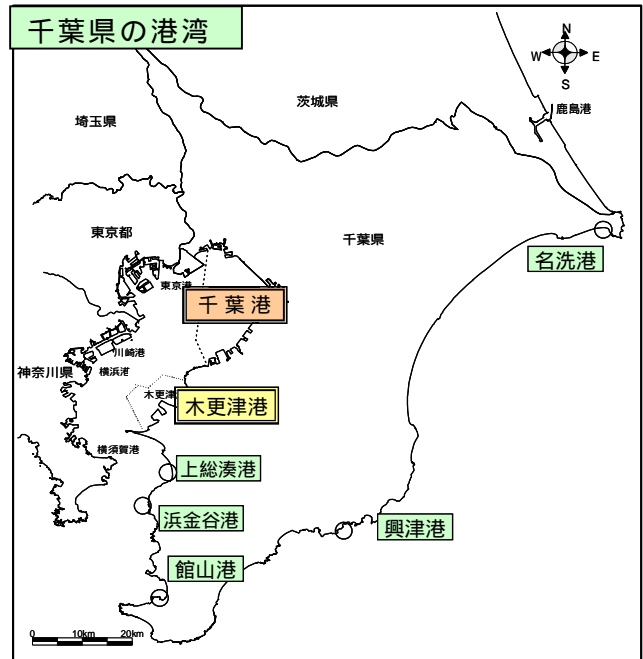 千葉県の港湾
N
W
E
S
茨城県
鹿島港
埼玉県
東京都
千葉県
名洗港
東京港
千葉港
川崎港
神奈川県
横浜港
木更津
木更津港
横須賀港
上総湊港
浜金谷港
興津港
館山港
0 10km 20km